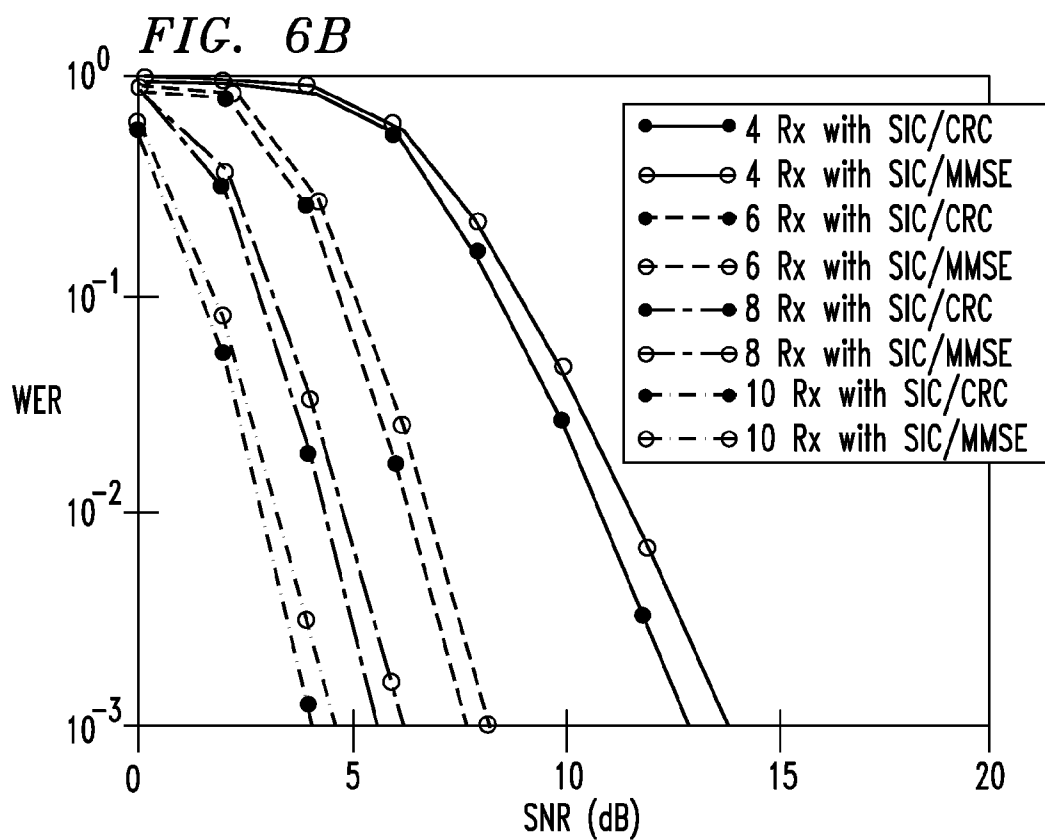 FIG. 6B
10⁰
10⁻¹
10⁻²
10⁻³
WER
0
5
10
15
20
SNR (dB)
4 Rx with SIC/CRC
4 Rx with SIC/MMSE
6 Rx with SIC/CRC
6 Rx with SIC/MMSE
8 Rx with SIC/CRC
8 Rx with SIC/MMSE
10 Rx with SIC/CRC
10 Rx with SIC/MMSE